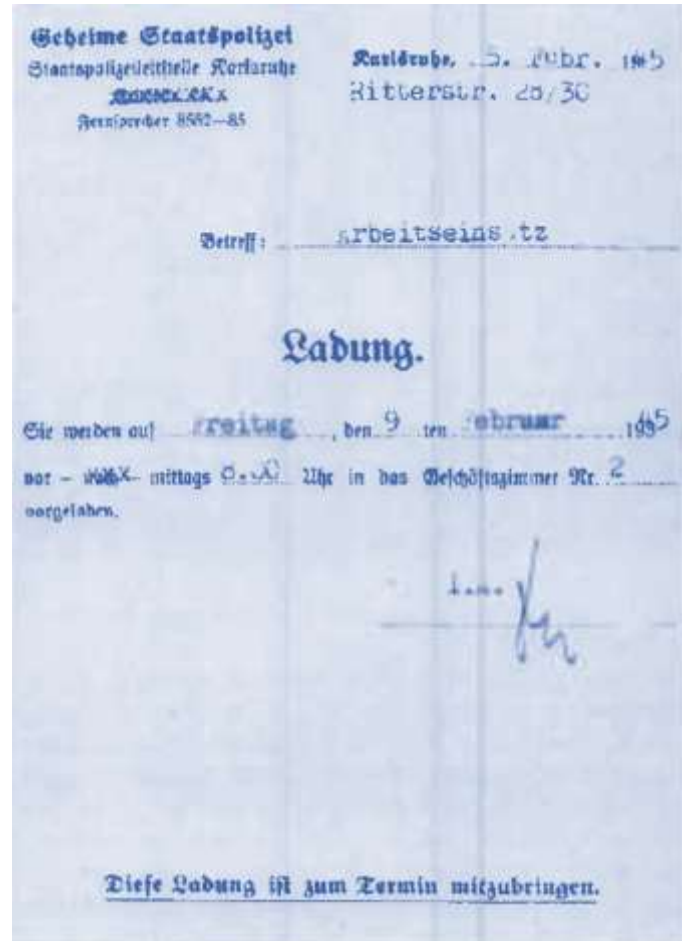 Geheime Staatspolizei
Staatspolizeileitstelle Karlsruhe
Fernsprecher 8582—85
Karlsruhe, 5. Febr. 1945
Ritterstr. 28/30
Betreff: Arbeitseinsatz
Ladung.
Sie werden auf Freitag, den 9 ten Februar 1945
vor - mittags Uhr in das Geschäftszimmer Nr. 2
vorgeladen.
Diese Ladung ist zum Termin mitzubringen.